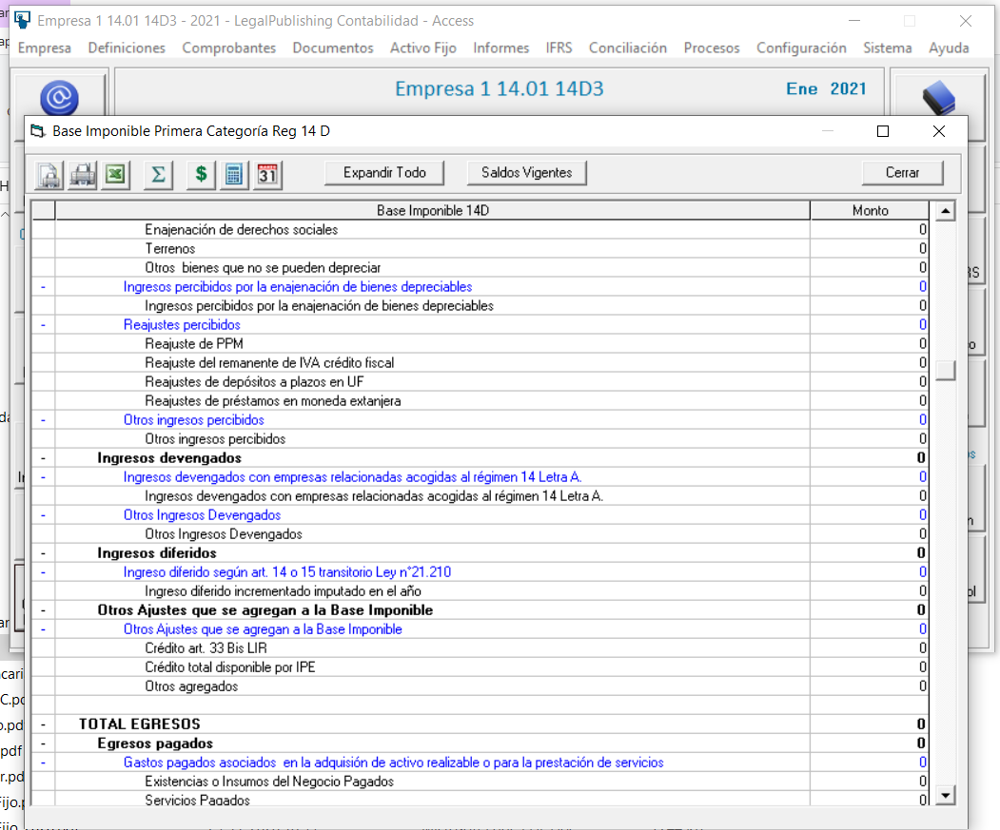 Empresa 1 14.01 14D3 - 2021 - LegalPublishing Contabilidad - Access
Empresa Definiciones Comprobantes Documentos Activo Fijo Informes IFRS Conciliación Procesos Configuración Sistema Ayuda
Empresa 1 14.01 14D3 Ene 2021
Base Imponible Primera Categoría Reg 14 D
Expandir Todo Saldos Vigentes Cerrar
Base Imponible 14D Monto
Enajenación de derechos sociales 0
Terrenos 0
Otros bienes que no se pueden depreciar 0
- Ingresos percibidos por la enajenación de bienes depreciables 0
Ingresos percibidos por la enajenación de bienes depreciables 0
- Reajustes percibidos 0
Reajuste de PPM 0
Reajuste del remanente de IVA crédito fiscal 0
Reajustes de depósitos a plazos en UF 0
Reajustes de préstamos en moneda extanjera 0
- Otros ingresos percibidos 0
Otros ingresos percibidos 0
- Ingresos devengados 0
- Ingresos devengados con empresas relacionadas acogidas al régimen 14 Letra A. 0
Ingresos devengados con empresas relacionadas acogidas al régimen 14 Letra A. 0
- Otros Ingresos Devengados 0
Otros Ingresos Devengados 0
- Ingresos diferidos 0
- Ingreso diferido según art. 14 o 15 transitorio Ley n°21.210 0
Ingreso diferido incrementado imputado en el año 0
- Otros Ajustes que se agregan a la Base Imponible 0
- Otros Ajustes que se agregan a la Base Imponible 0
Crédito art. 33 Bis LIR 0
Crédito total disponible por IPE 0
Otros agregados 0
- TOTAL EGRESOS 0
- Egresos pagados 0
- Gastos pagados asociados en la adquisión de activo realizable o para la prestación de servicios 0
Existencias o Insumos del Negocio Pagados 0
Servicios Pagados 0